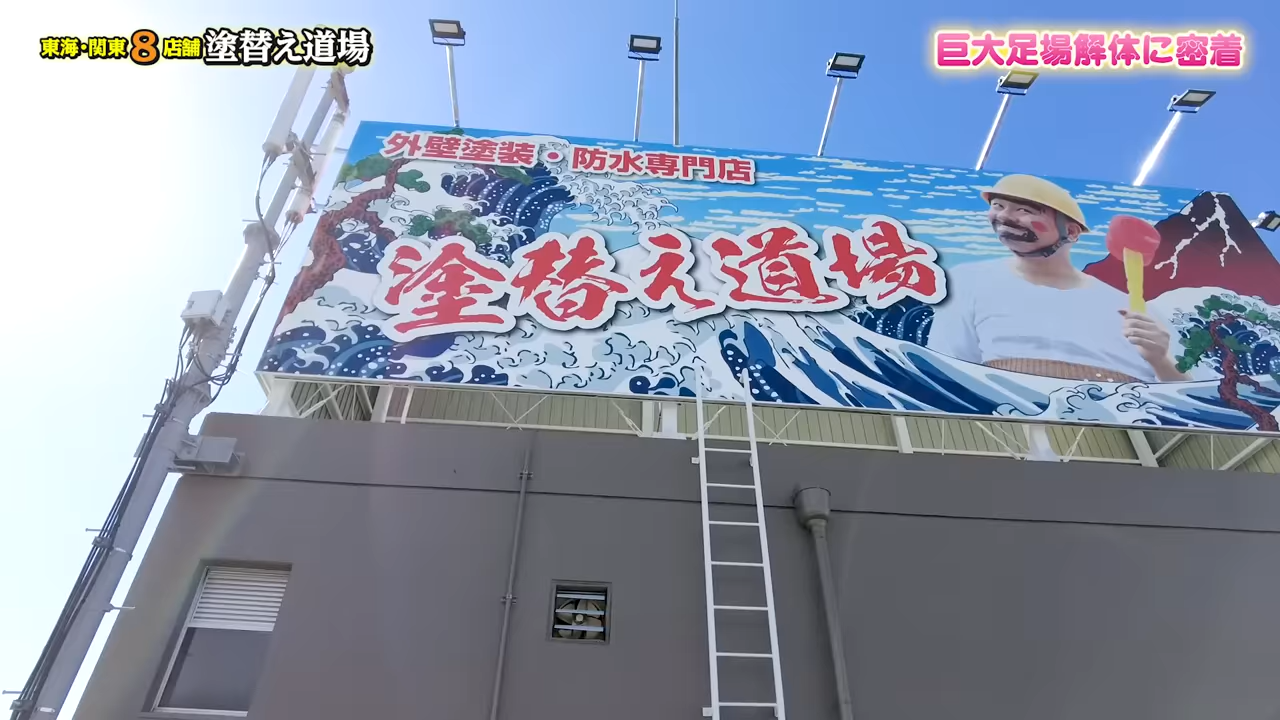 東海・関東8店舗 塗替え道場
巨大足場解体に密着
外壁塗装・防水専門店
塗替え道場